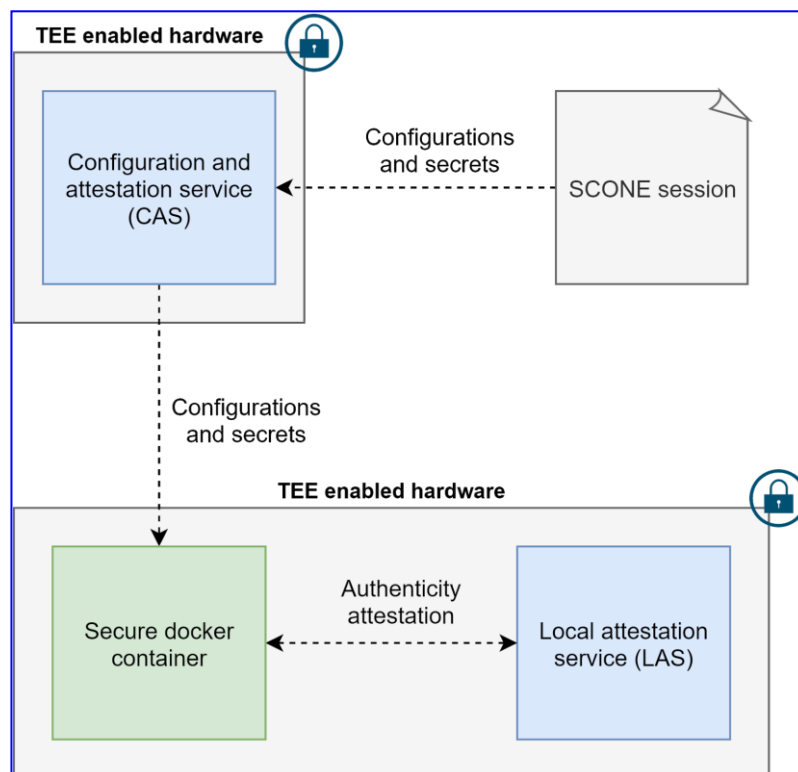 TEE enabled hardware
Configuration and
attestation service
(CAS)
Configurations
and secrets
SCONE session
Configurations
and secrets
TEE enabled hardware
Secure docker
container
Authenticity
attestation
Local attestation
service (LAS)